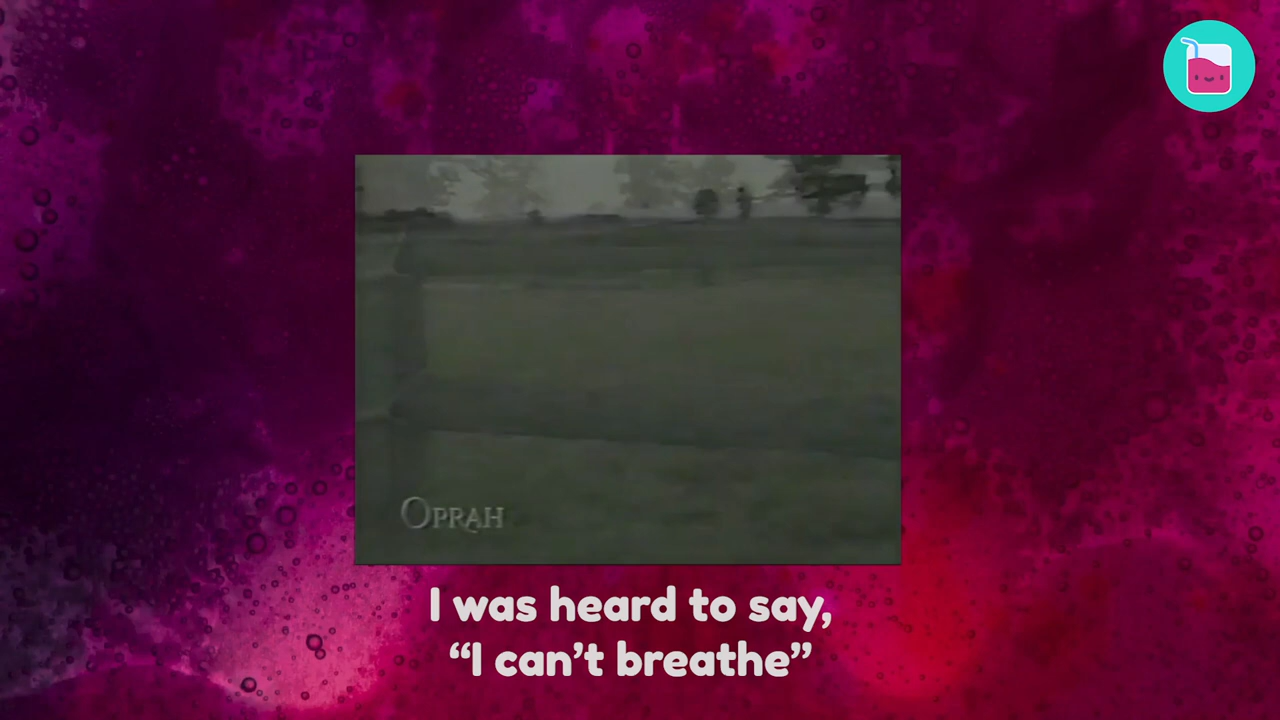 OPRAH
I was heard to say,
“I can’t breathe”